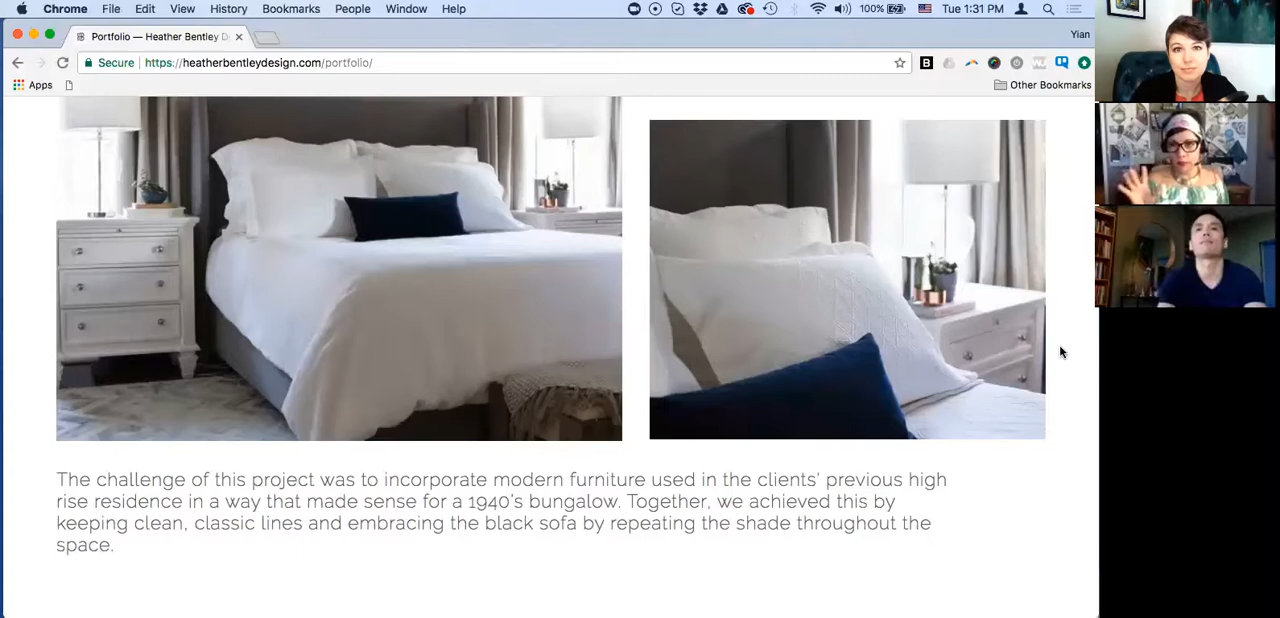 Chrome File Edit View History Bookmarks People Window Help 100% Tue 1:31 PM
Portfolio — Heather Bentley D Yian
Secure https://heatherbentleydesign.com/portfolio/
Apps Other Bookmarks
The challenge of this project was to incorporate modern furniture used in the clients' previous high
rise residence in a way that made sense for a 1940's bungalow. Together, we achieved this by
keeping clean, classic lines and embracing the black sofa by repeating the shade throughout the
space.